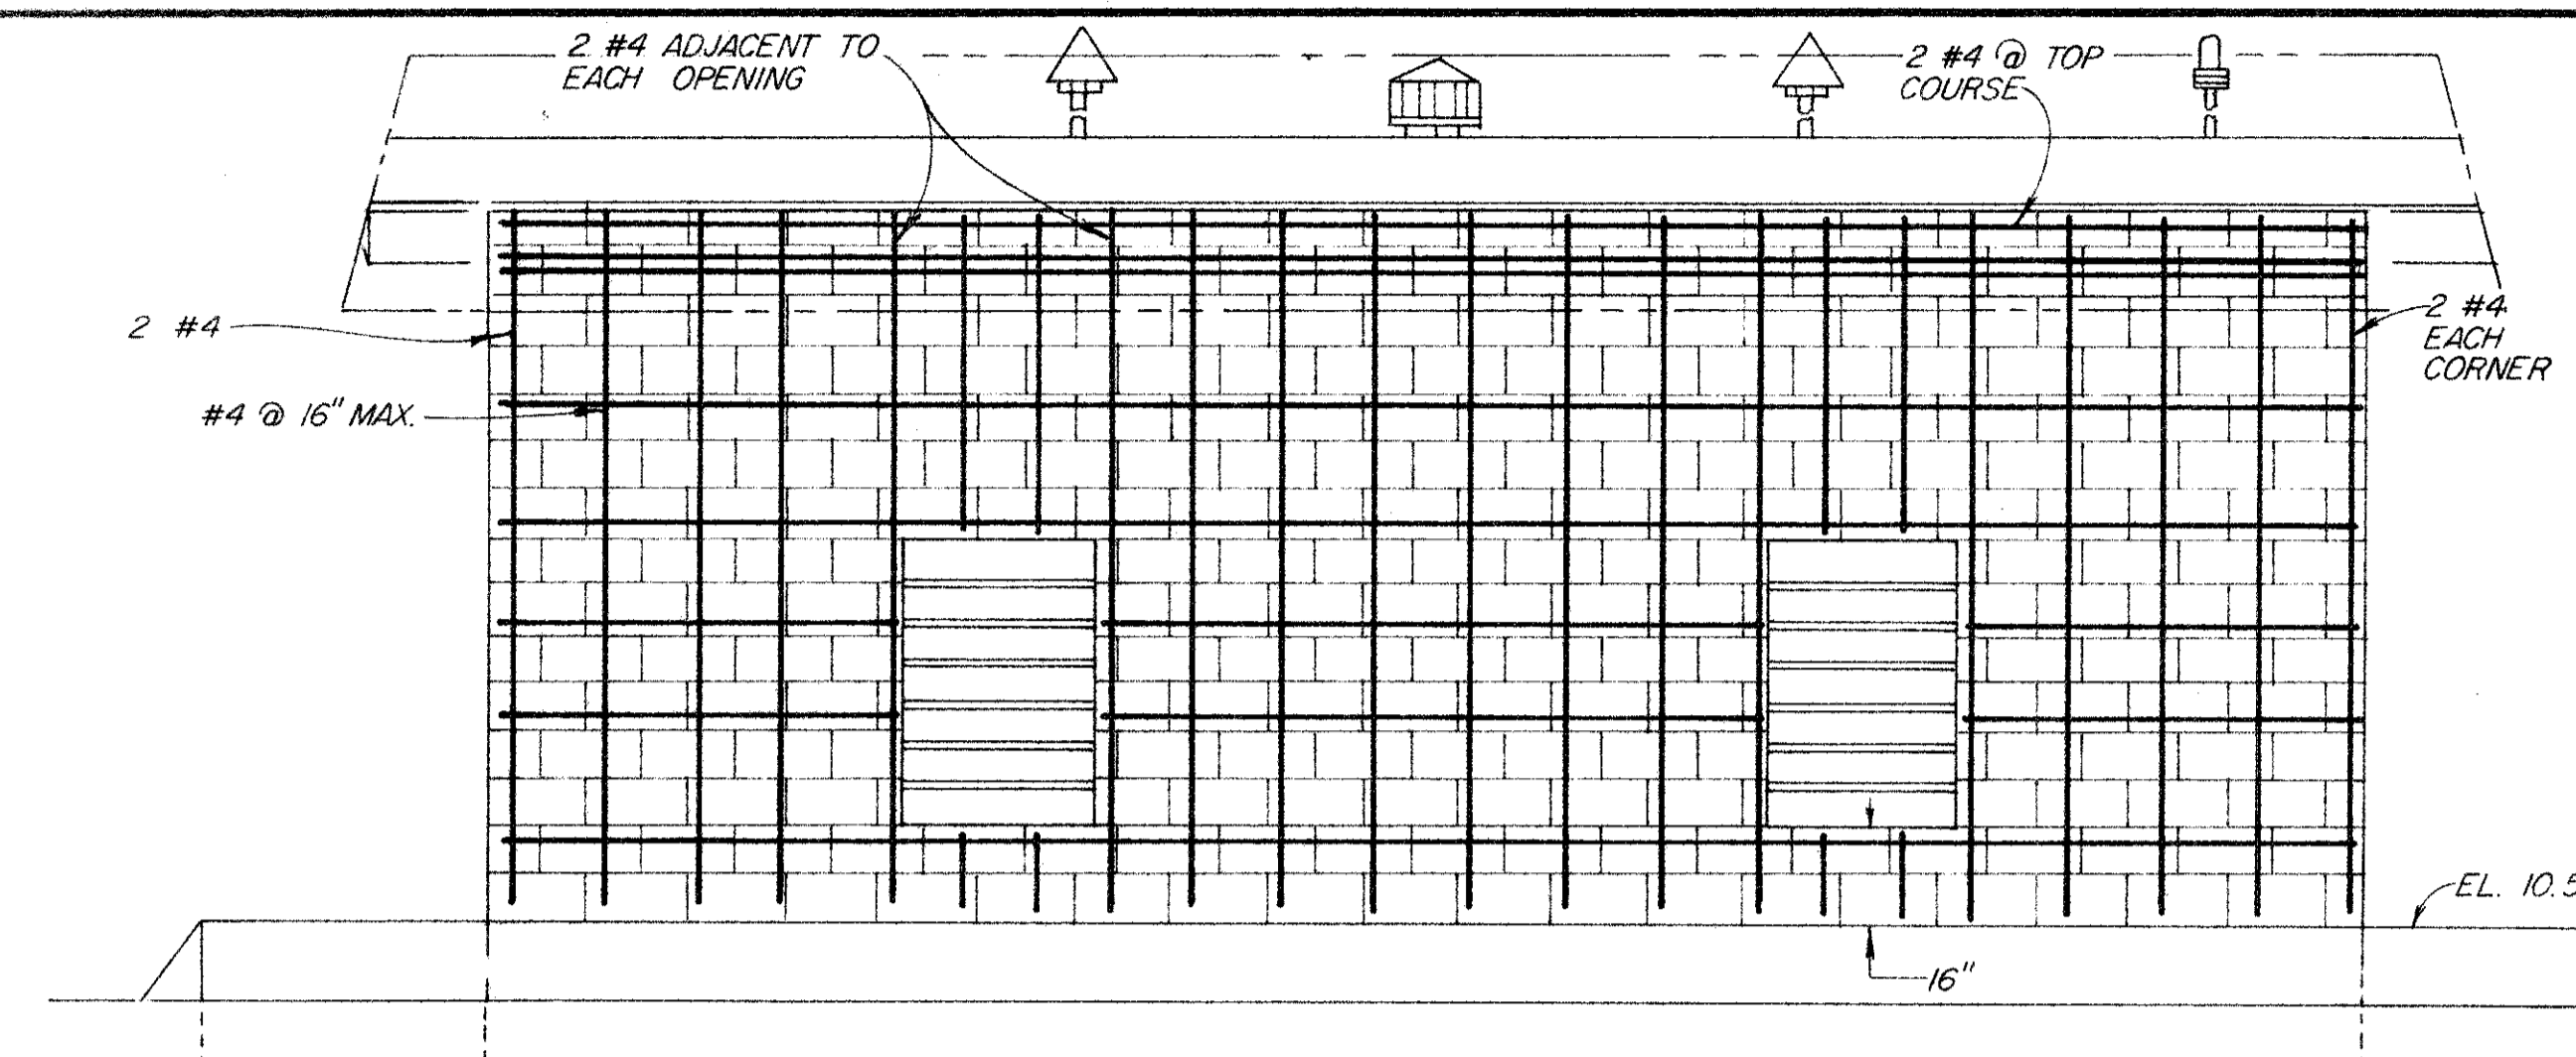 2 #4 ADJACENT TO
EACH OPENING
2 #4 @ TOP
COURSE
2 #4
#4 @ 16" MAX.
2 #4
EACH
CORNER
EL. 10.5
16"